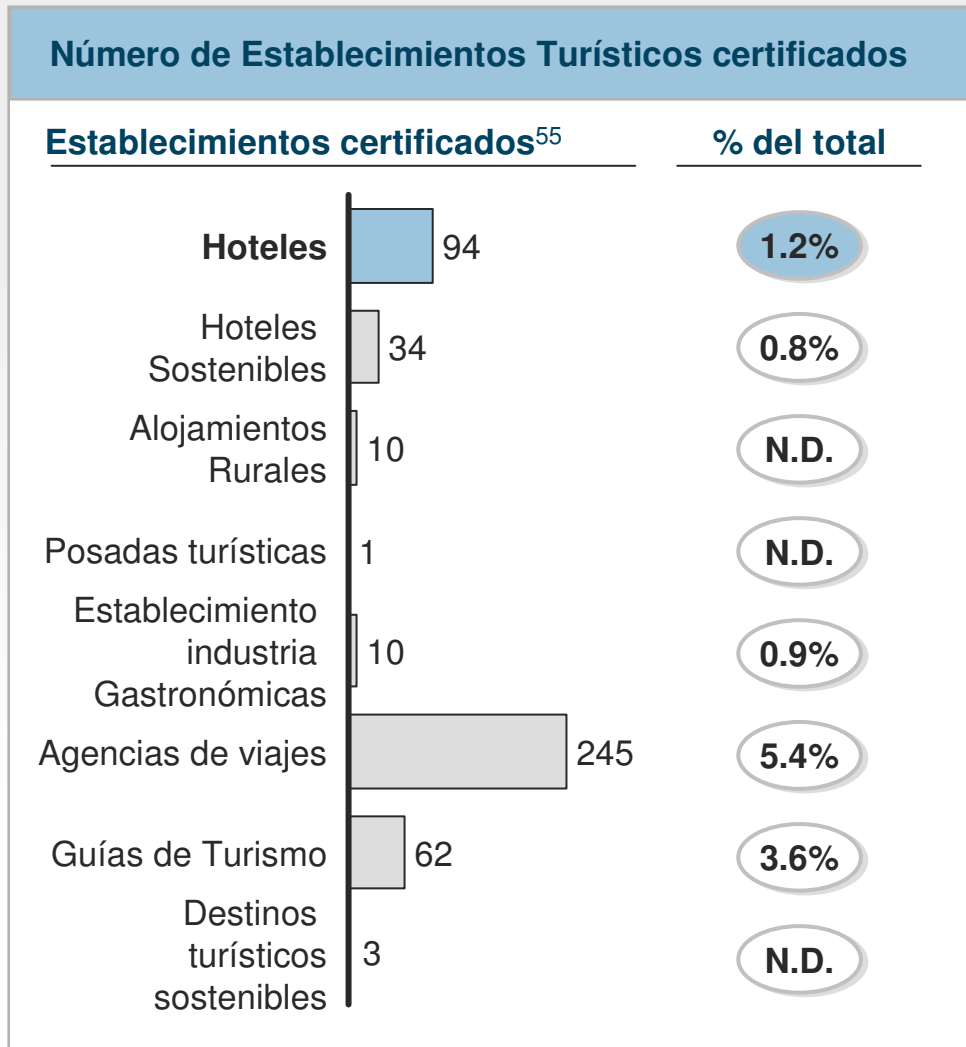 Número de Establecimientos Turísticos certificados
Establecimientos certificados55 % del total
Hoteles 94 1.2%
Hoteles
Sostenibles 34 0.8%
Alojamientos
Rurales 10 N.D.
Posadas turísticas 1 N.D.
Establecimiento
industria 10 0.9%
Gastronómicas
Agencias de viajes 245 5.4%
Guías de Turismo 62 3.6%
Destinos
turísticos 3 N.D.
sostenibles